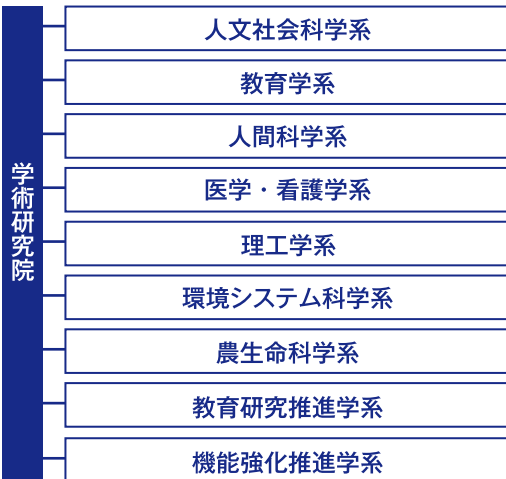 学術研究院
人文社会科学系
教育学系
人間科学系
医学・看護学系
理工学系
環境システム科学系
農生命科学系
教育研究推進学系
機能強化推進学系